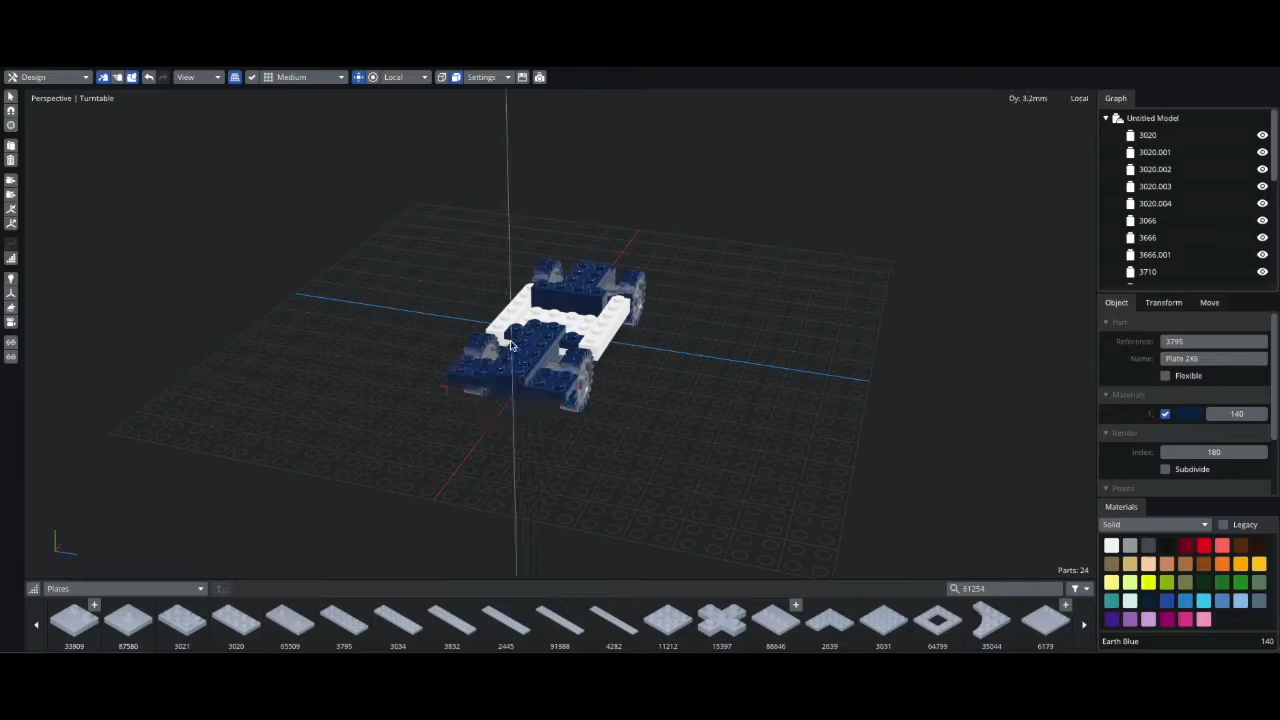 Design View Medium Local Settings
Perspective | Turntable Dy: 3.2mm Local
Graph
Untitled Model
3020
3020.001
3020.002
3020.003
3020.004
3066
3666
3666.001
3710
Object Transform Move
Part
Reference: 3795
Name: Plate 2X6
Flexible
Materials
1. 140
Render
Index: 180
Subdivide
Points
Materials
Solid Legacy
Parts: 24
Plates 61254
33909 87580 3021 3020 65509 3795 3034 3832 2445 91988 4282 11212 15397 88646 2639 3031 64799 35044 6179
Earth Blue 140